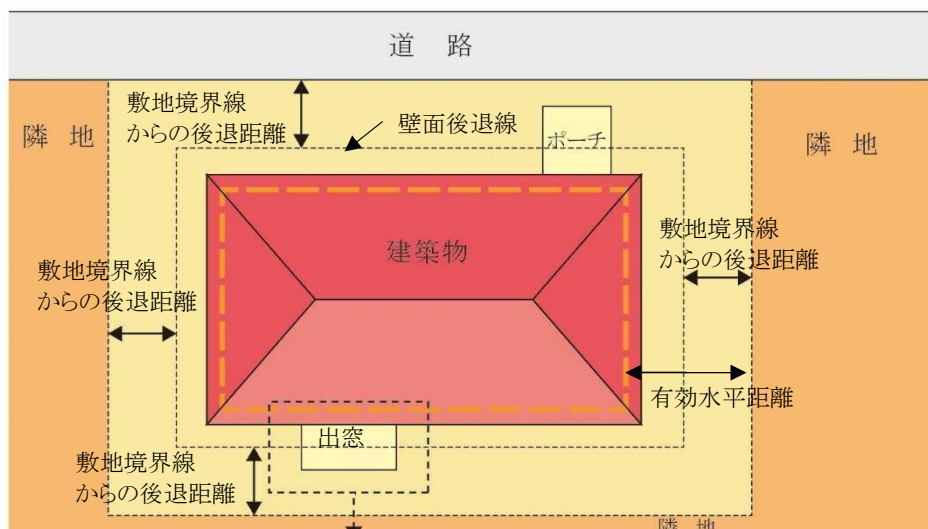 道 路
敷地境界線
からの後退距離
壁面後退線
ポーチ
隣 地
隣 地
建築物
敷地境界線
からの後退距離
敷地境界線
からの後退距離
有効水平距離
出窓
敷地境界線
からの後退距離
隣 地